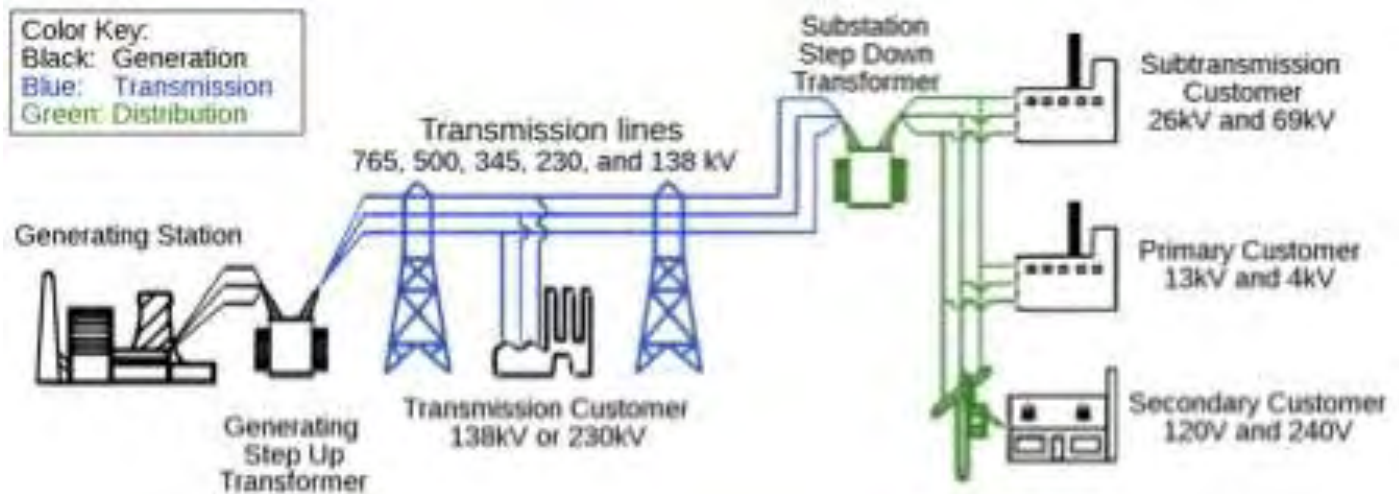 Color Key:
Black: Generation
Blue: Transmission
Green: Distribution
Substation
Step Down
Transformer
Subtransmission
Customer
26kV and 69kV
Transmission lines
765, 500, 345, 230, and 138 kV
Generating Station
Primary Customer
13kV and 4kV
Transmission Customer
138kV or 230kV
Generating
Step Up
Transformer
Secondary Customer
120V and 240V